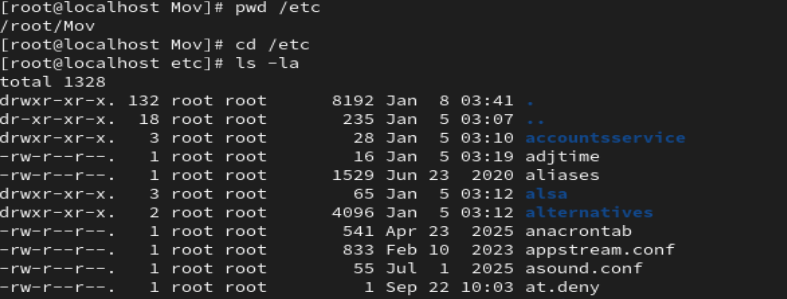 [root@localhost Mov]# pwd /etc
/root/Mov
[root@localhost Mov]# cd /etc
[root@localhost etc]# ls -la
total 1328
drwxr-xr-x. 132 root root      8192 Jan  8 03:41 .
dr-xr-xr-x.  18 root root       235 Jan  5 03:07 ..
drwxr-xr-x.   3 root root        28 Jan  5 03:10 accountsservice
-rw-r--r--.   1 root root        16 Jan  5 03:19 adjtime
-rw-r--r--.   1 root root      1529 Jun 23  2020 aliases
drwxr-xr-x.   3 root root        65 Jan  5 03:12 alsa
drwxr-xr-x.   2 root root      4096 Jan  5 03:12 alternatives
-rw-r--r--.   1 root root       541 Apr 23  2025 anacrontab
-rw-r--r--.   1 root root       833 Feb 10  2023 appstream.conf
-rw-r--r--.   1 root root        55 Jul  1  2025 asound.conf
-rw-r--r--.   1 root root         1 Sep 22 10:03 at.deny